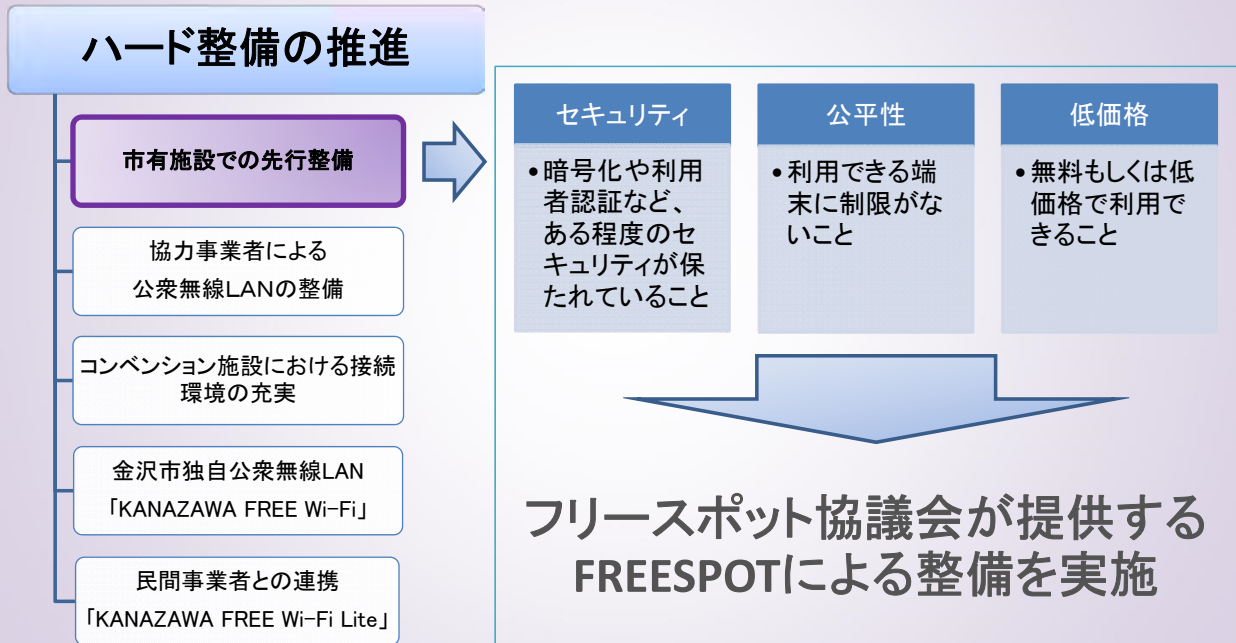 ハード整備の推進
市有施設での先行整備
協力事業者による
公衆無線LANの整備
コンベンション施設における接続
環境の充実
金沢市独自公衆無線LAN
「KANAZAWA FREE Wi-Fi」
民間事業者との連携
「KANAZAWA FREE Wi-Fi Lite」
セキュリティ
•暗号化や利用
者認証など、
ある程度のセ
キュリティが保
たれていること
公平性
•利用できる端
末に制限がな
いこと
低価格
•無料もしくは低
価格で利用で
きること
フリースポット協議会が提供する
FREESPOTによる整備を実施